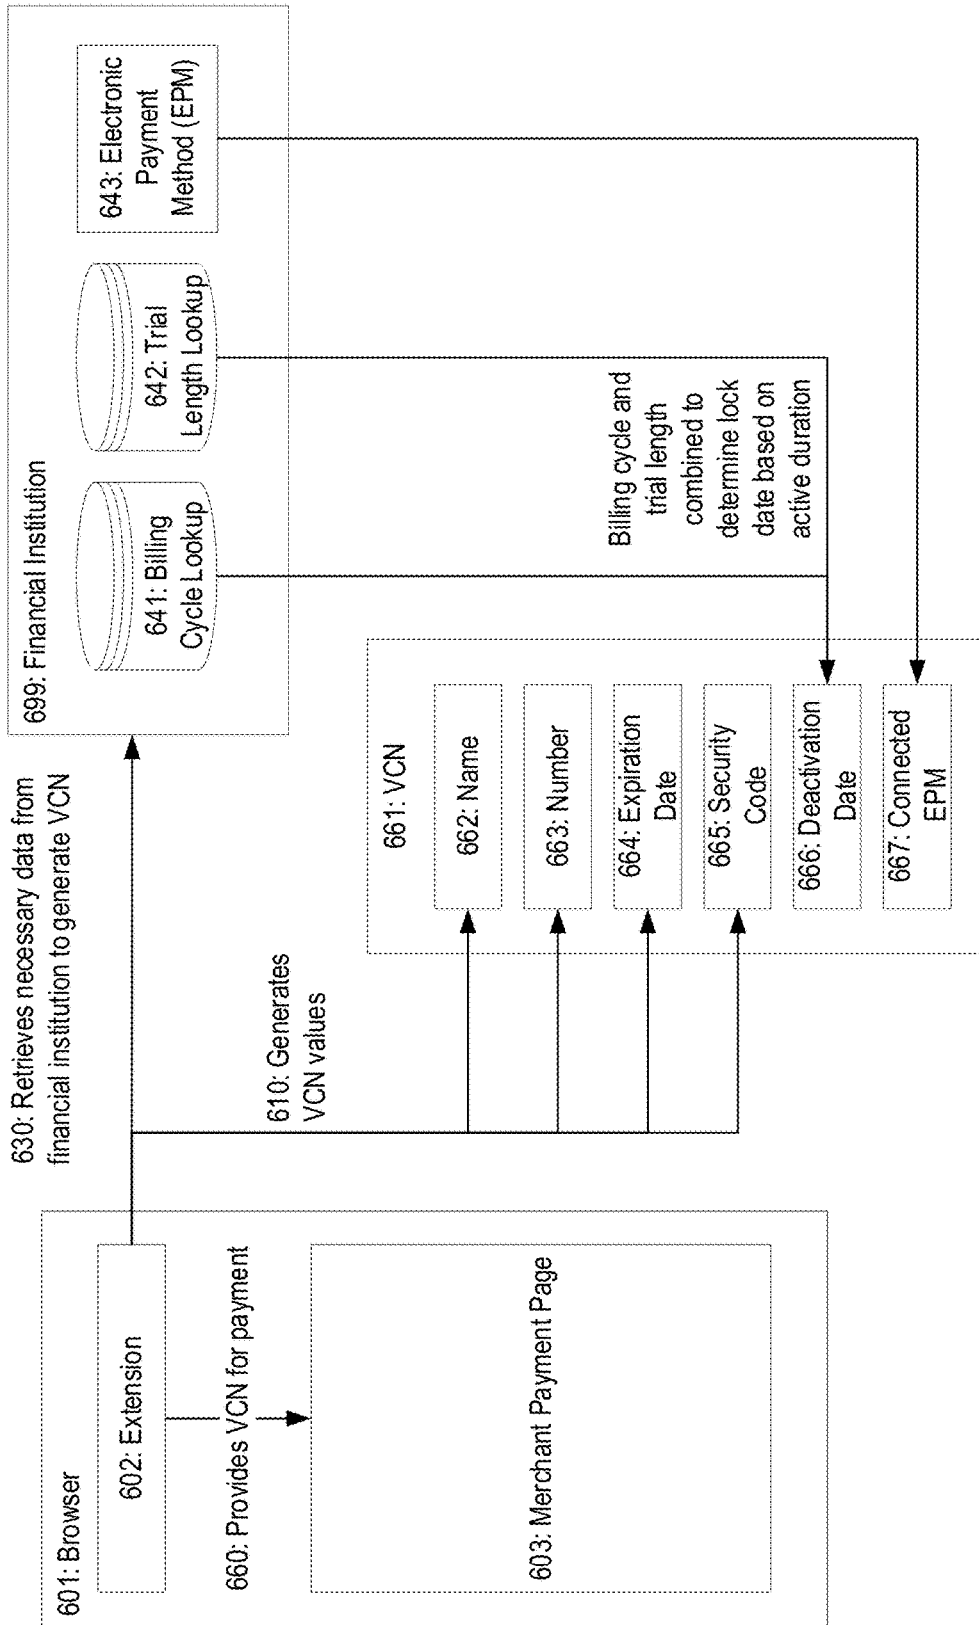 601: Browser
602: Extension
660: Provides VCN for payment
603: Merchant Payment Page
630: Retrieves necessary data from
financial institution to generate VCN
610: Generates
VCN values
699: Financial Institution
641: Billing
Cycle Lookup
642: Trial
Length Lookup
643: Electronic
Payment
Method (EPM)
661: VCN
662: Name
663: Number
664: Expiration
Date
665: Security
Code
666: Deactivation
Date
667: Connected
EPM
Billing cycle and
trial length
combined to
determine lock
date based on
active duration